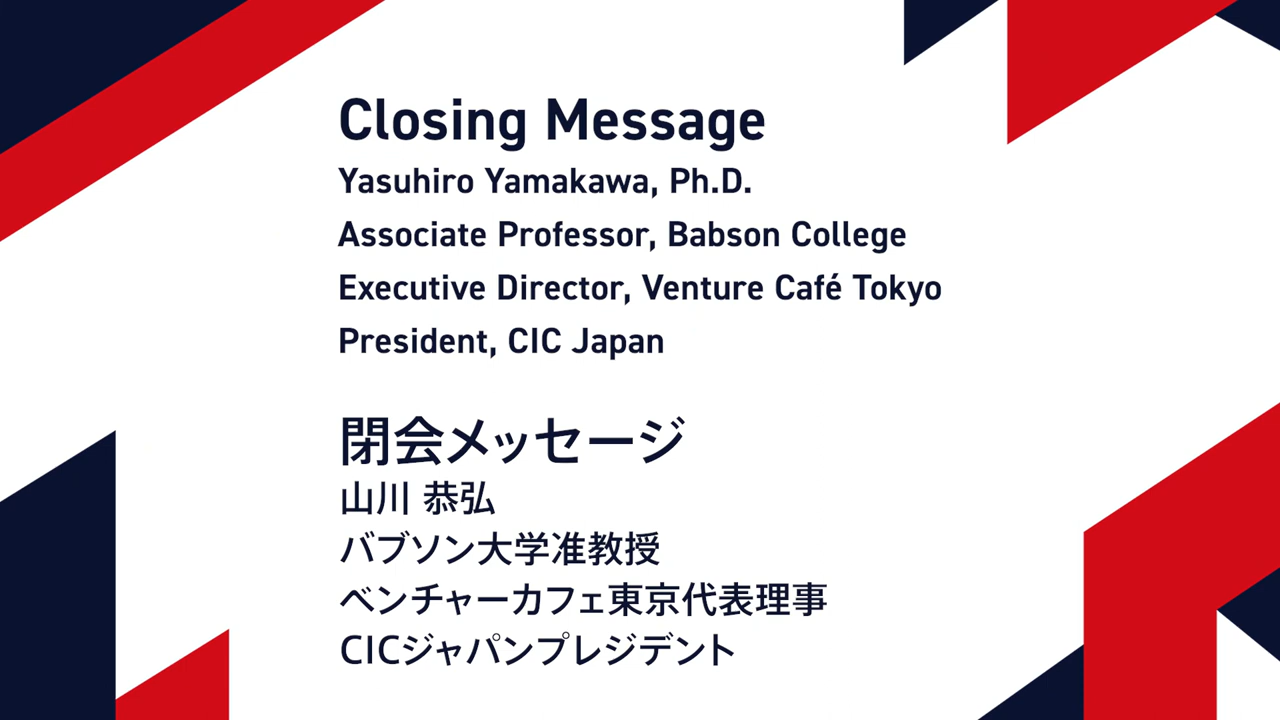 Closing Message
Yasuhiro Yamakawa, Ph.D.
Associate Professor, Babson College
Executive Director, Venture Café Tokyo
President, CIC Japan
閉会メッセージ
山川 恭弘
バブソン大学准教授
ベンチャーカフェ東京代表理事
CICジャパンプレジデント